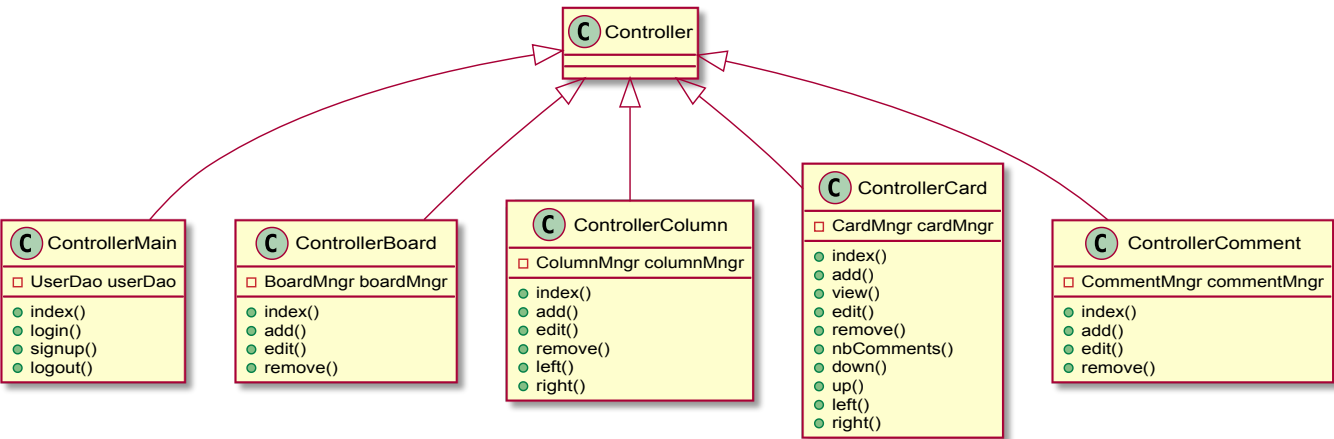 C Controller
C ControllerMain
UserDao userDao
index()
login()
signup()
logout()
C ControllerBoard
BoardMngr boardMngr
index()
add()
edit()
remove()
C ControllerColumn
ColumnMngr columnMngr
index()
add()
edit()
remove()
left()
right()
C ControllerCard
CardMngr cardMngr
index()
add()
view()
edit()
remove()
nbComments()
down()
up()
left()
right()
C ControllerComment
CommentMngr commentMngr
index()
add()
edit()
remove()